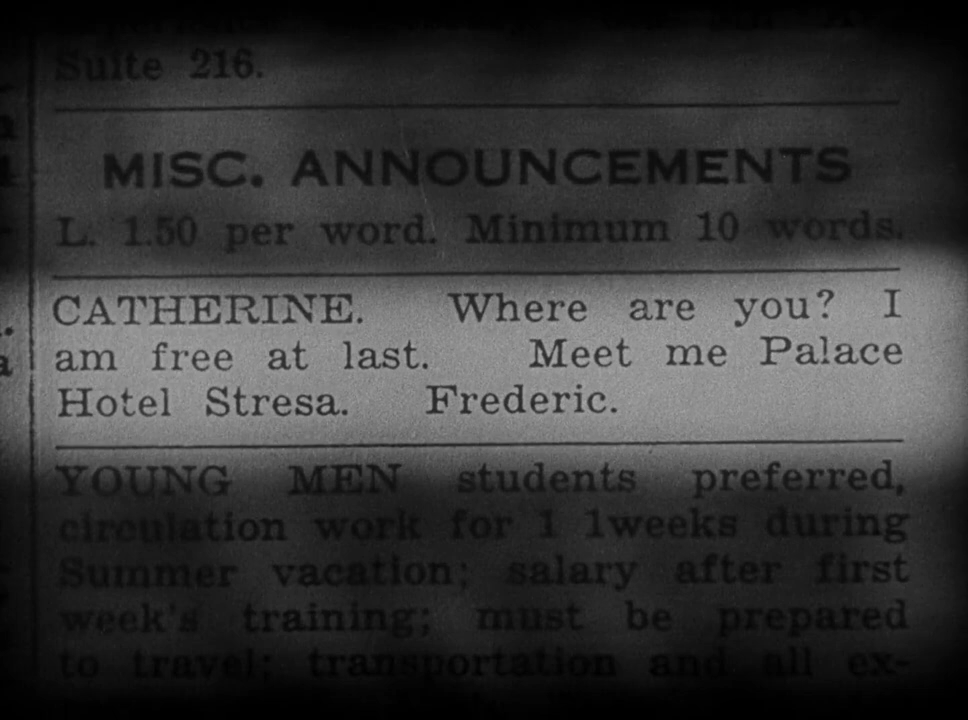 Suite 216.
MISC. ANNOUNCEMENTS
L. 1.50 per word. Minimum 10 words.
CATHERINE. Where are you? I
am free at last. Meet me Palace
Hotel Stresa. Frederic.
YOUNG MEN students preferred,
circulation work for 1 1weeks during
Summer vacation; salary after first
week's training; must be prepared
to travel; transportation and all ex-